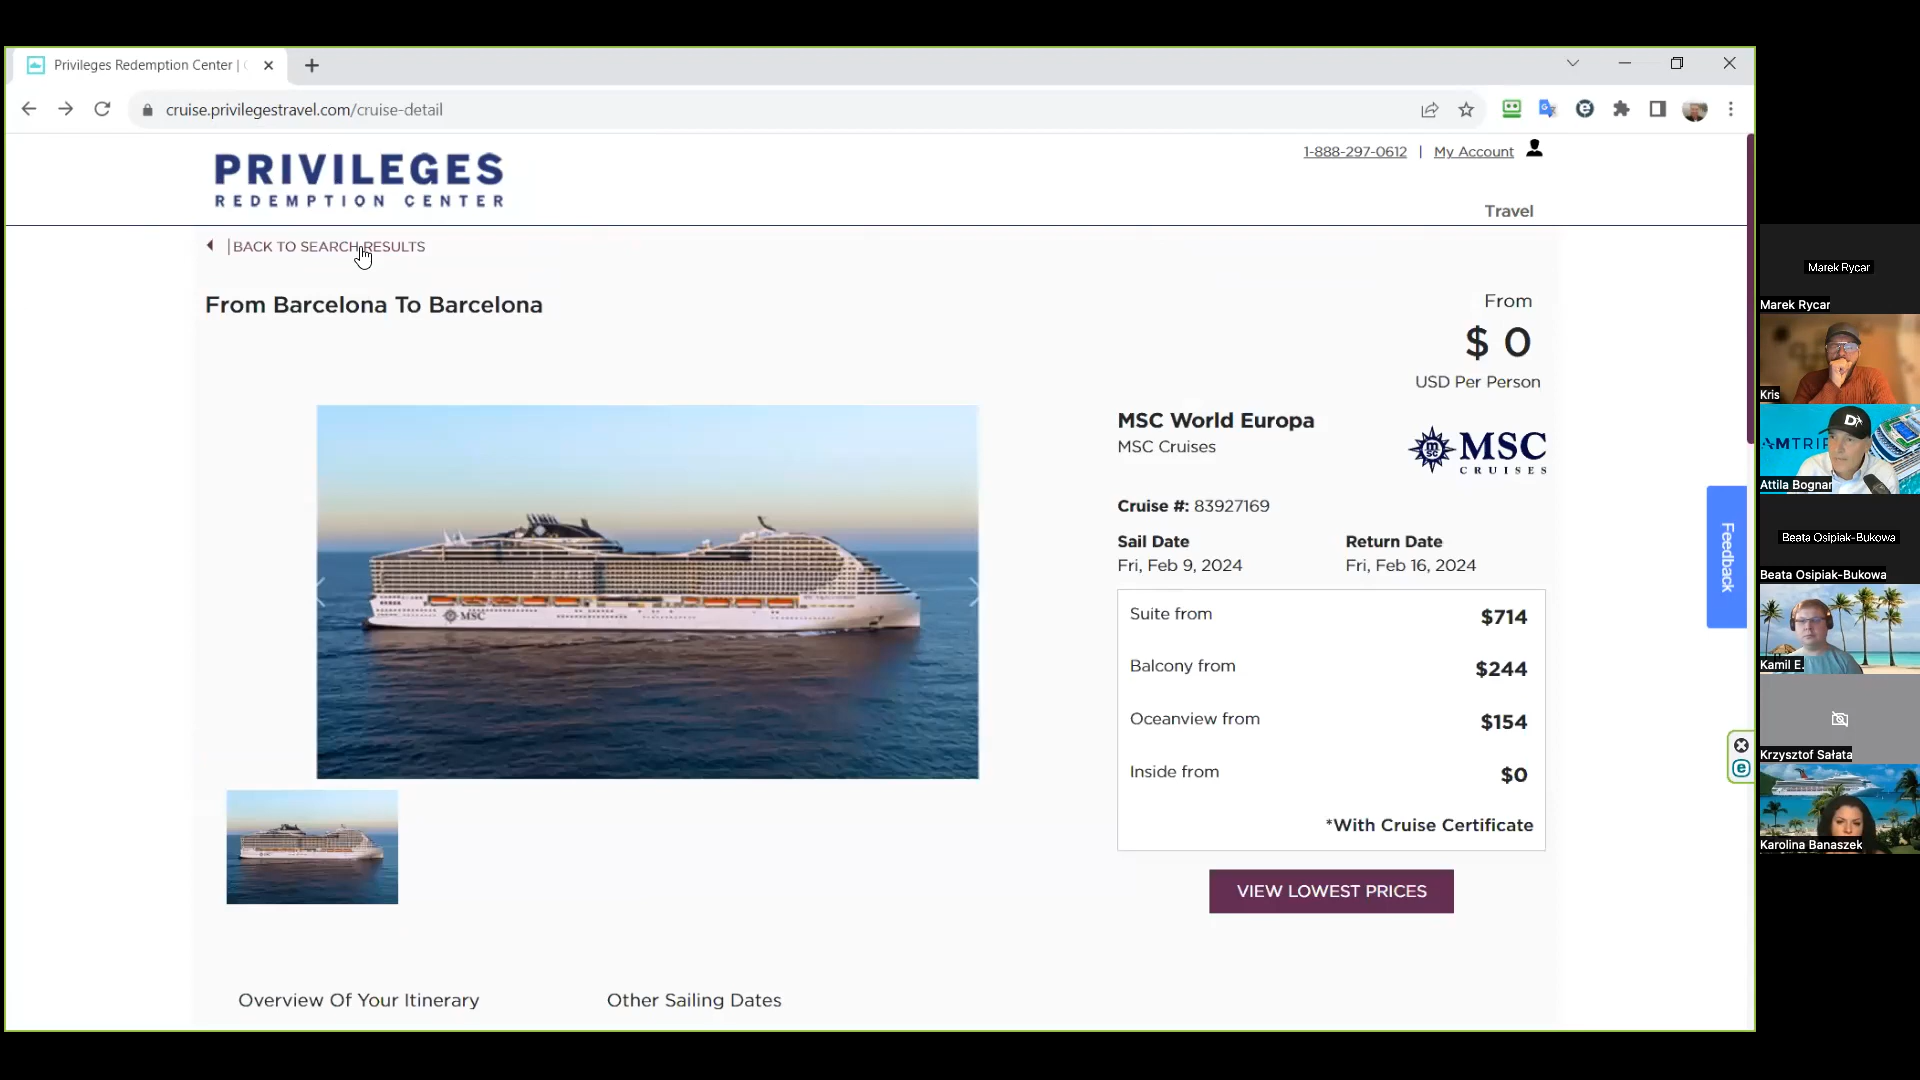 Privileges Redemption Center |
cruise.privilegestravel.com/cruise-detail
PRIVILEGES
REDEMPTION CENTER
1-888-297-0612 | My Account
Travel
|BACK TO SEARCH RESULTS
From Barcelona To Barcelona
From
$ 0
USD Per Person
MSC World Europa
MSC Cruises
MSC
CRUISES
Cruise #: 83927169
Sail Date
Fri, Feb 9, 2024
Return Date
Fri, Feb 16, 2024
Suite from $714
Balcony from $244
Oceanview from $154
Inside from $0
*With Cruise Certificate
VIEW LOWEST PRICES
MSC
Overview Of Your Itinerary
Other Sailing Dates
Feedback
Marek Rycar
Marek Rycar
Kris
Attila Bognar
Beata Osipiak-Bukowa
Beata Osipiak-Bukowa
Kamil E.
Krzysztof Sałata
Karolina Banaszek